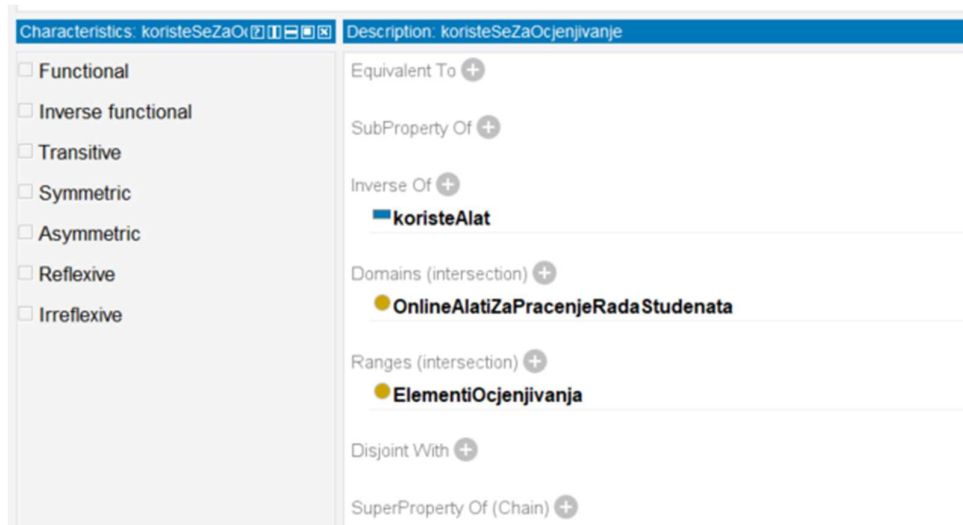 Characteristics: koristeSeZaOc
Functional
Inverse functional
Transitive
Symmetric
Asymmetric
Reflexive
Irreflexive
Description: koristeSeZaOcjenjivanje
Equivalent To
SubProperty Of
Inverse Of
koristeAlat
Domains (intersection)
OnlineAlatiZaPracenjeRadaStudenata
Ranges (intersection)
ElementiOcjenjivanja
Disjoint With
SuperProperty Of (Chain)